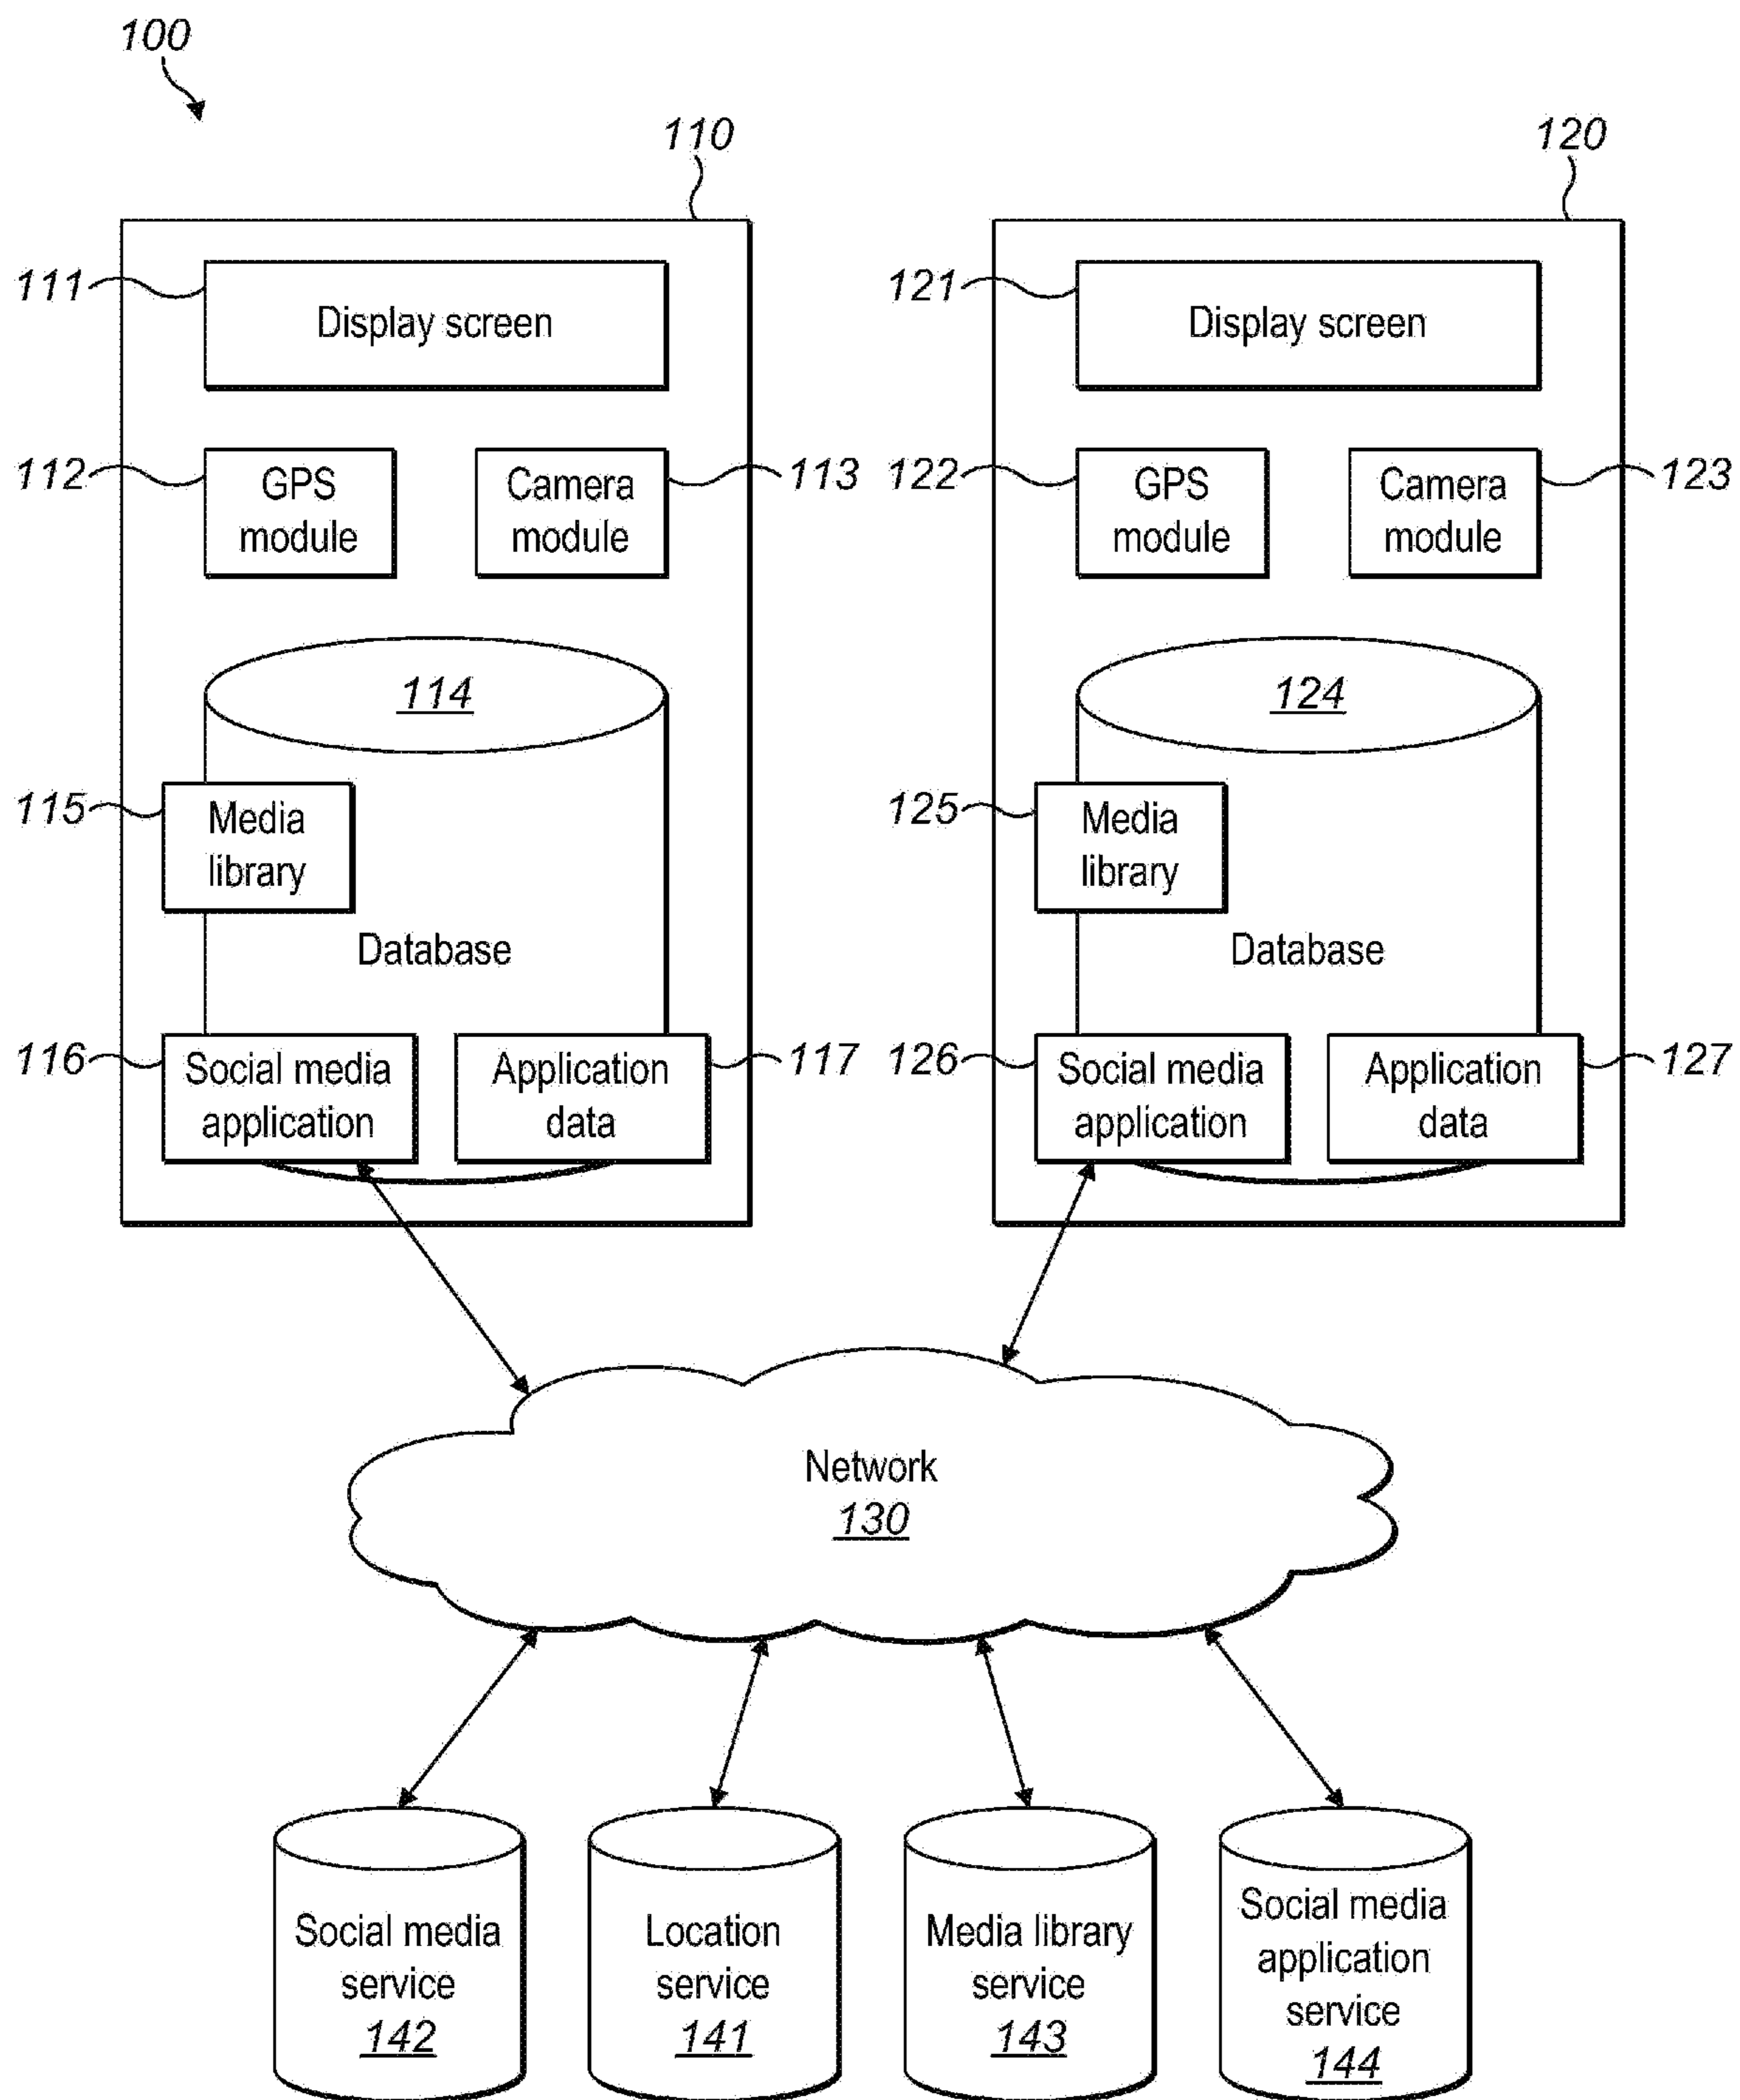 100
110
120
111
Display screen
121
Display screen
112
GPS
module
Camera
module
113
122
GPS
module
Camera
module
123
114
124
115
Media
library
125
Media
library
Database
Database
116
Social media
application
Application
data
117
126
Social media
application
Application
data
127
Network
130
Social media
service
142
Location
service
141
Media library
service
143
Social media
application
service
144